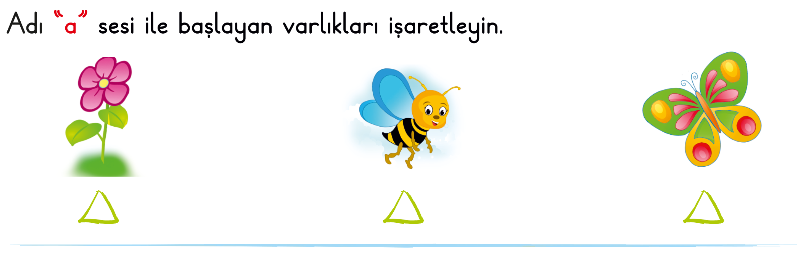 Adı “a” sesi ile başlayan varlıkları işaretleyin.